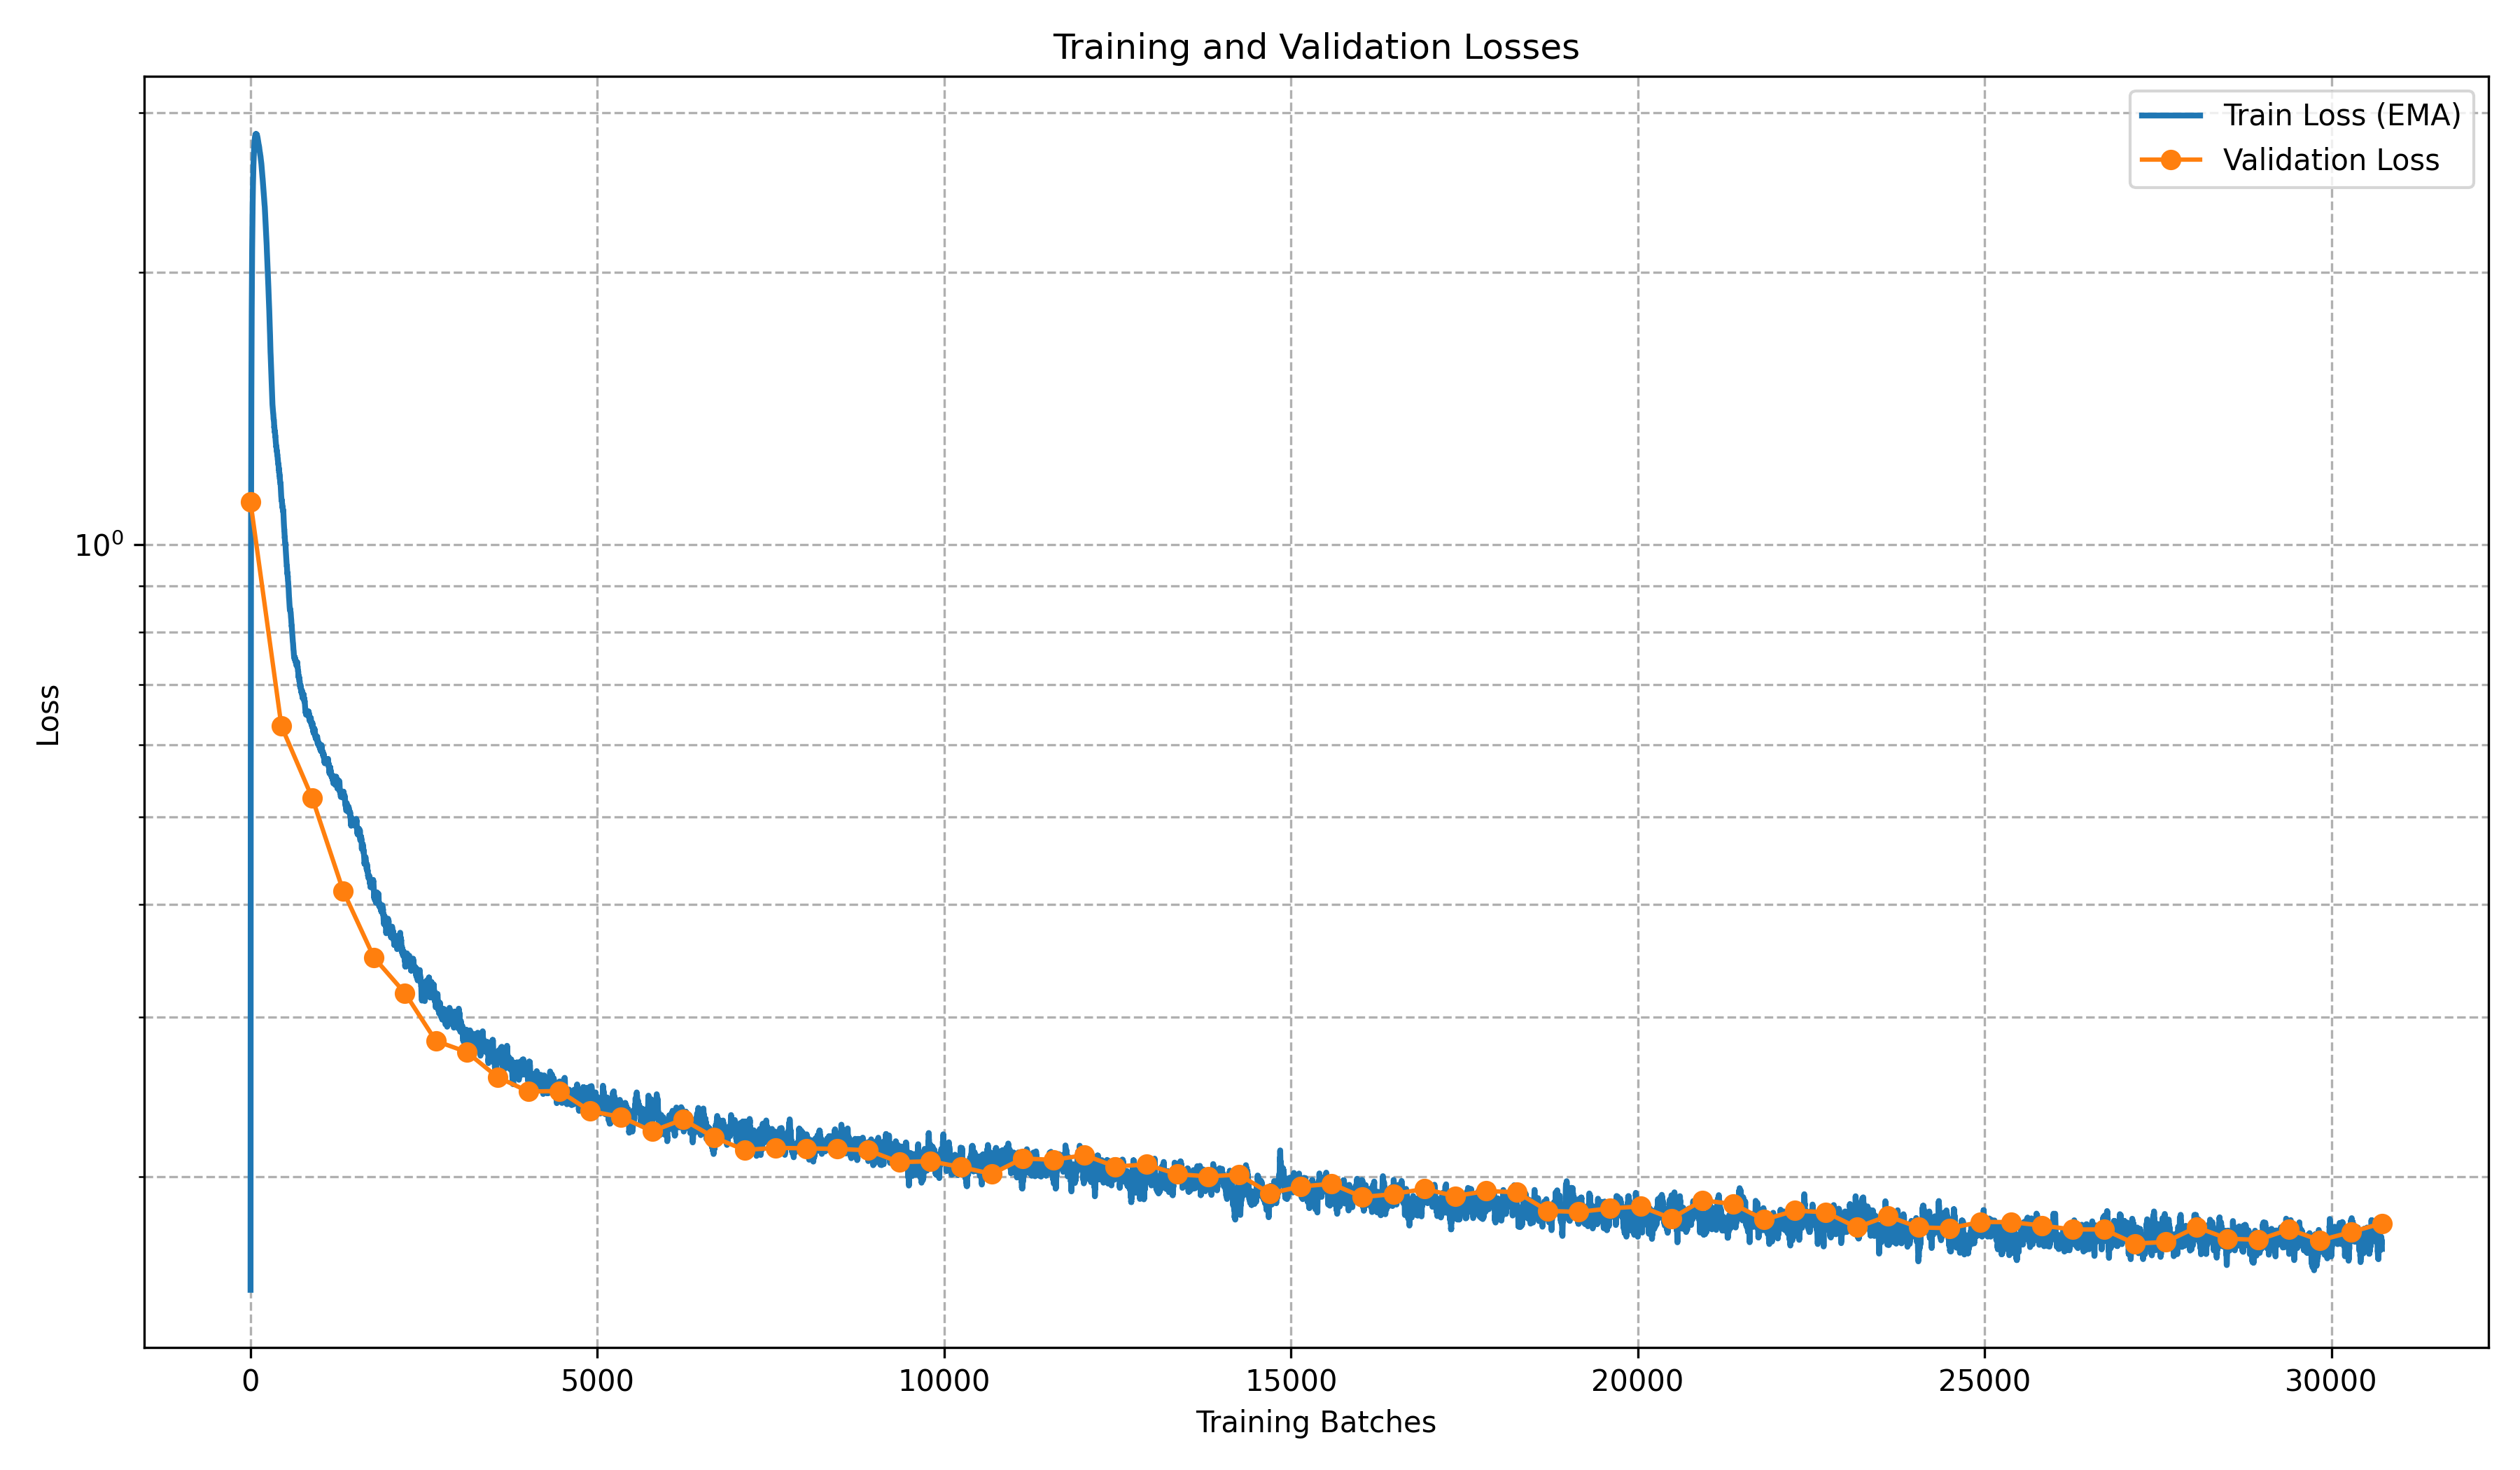 Training and Validation Losses
Train Loss (EMA)
Validation Loss
10⁰
Loss
0 5000 10000 15000 20000 25000 30000
Training Batches